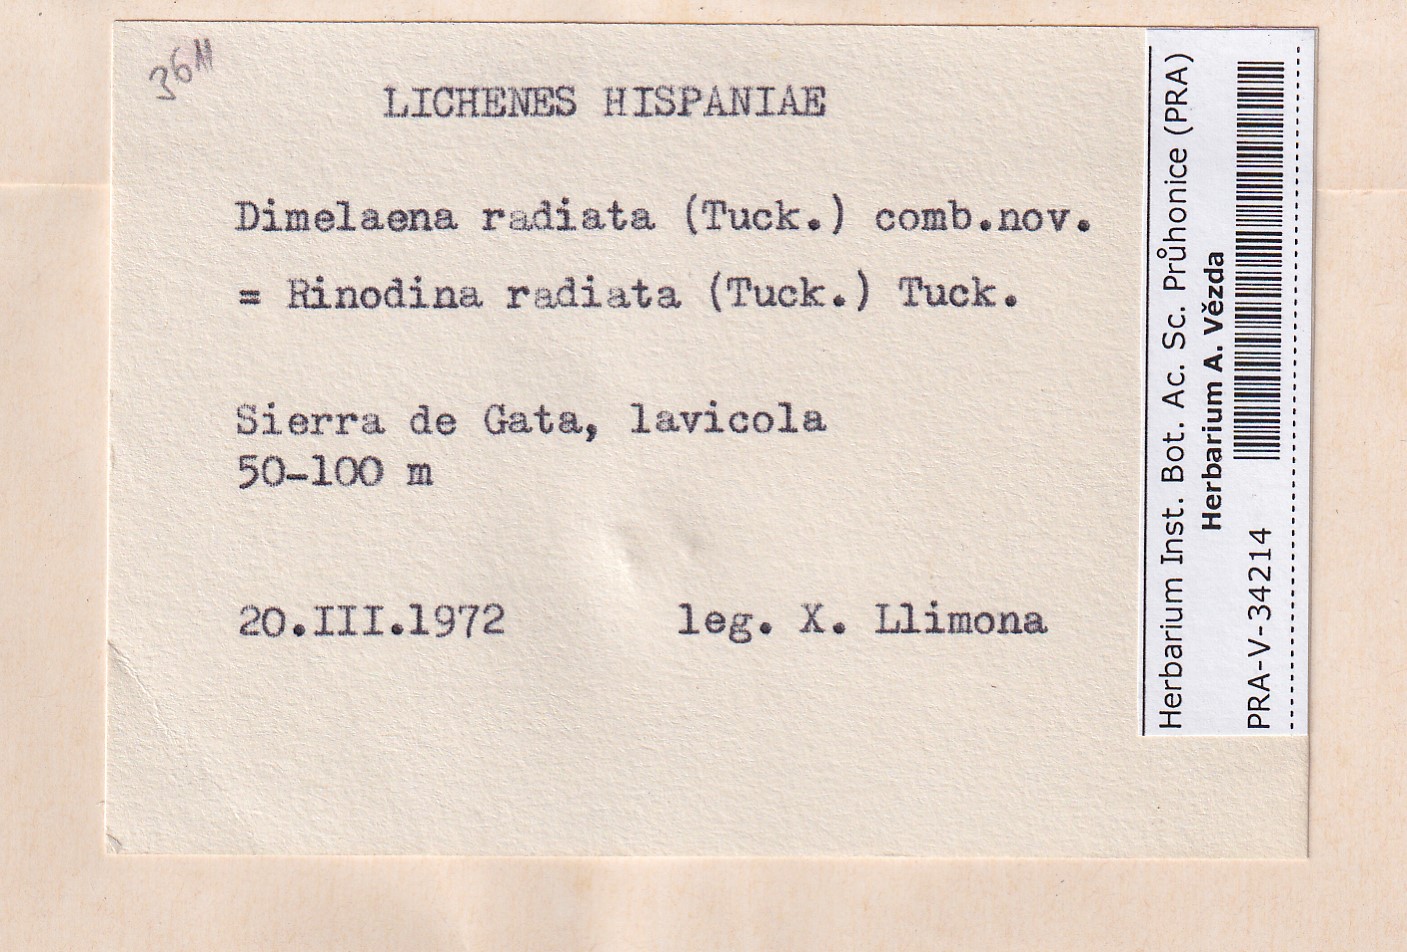 3611
LICHENES HISPANIAE
Dimelaena radiata (Tuck.) comb.nov.
= Rinodina radiata (Tuck.) Tuck.
Sierra de Gata, lavicola
50-100 m
20.III.1972 leg. X. Llimona
Herbarium Inst. Bot. Ac. Sc. Průhonice (PRA)
Herbarium A. Vězda
PRA-V-34214